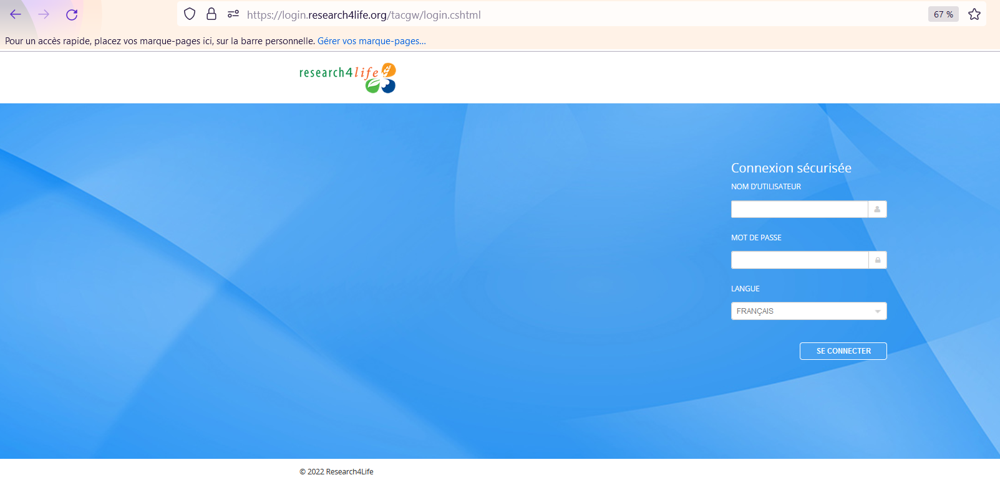 https://login.research4life.org/tacgw/login.cshtml
67 %
Pour un accès rapide, placez vos marque-pages ici, sur la barre personnelle. Gérer vos marque-pages…
research4life
Connexion sécurisée
NOM D'UTILISATEUR
MOT DE PASSE
LANGUE
FRANÇAIS
SE CONNECTER
© 2022 Research4Life